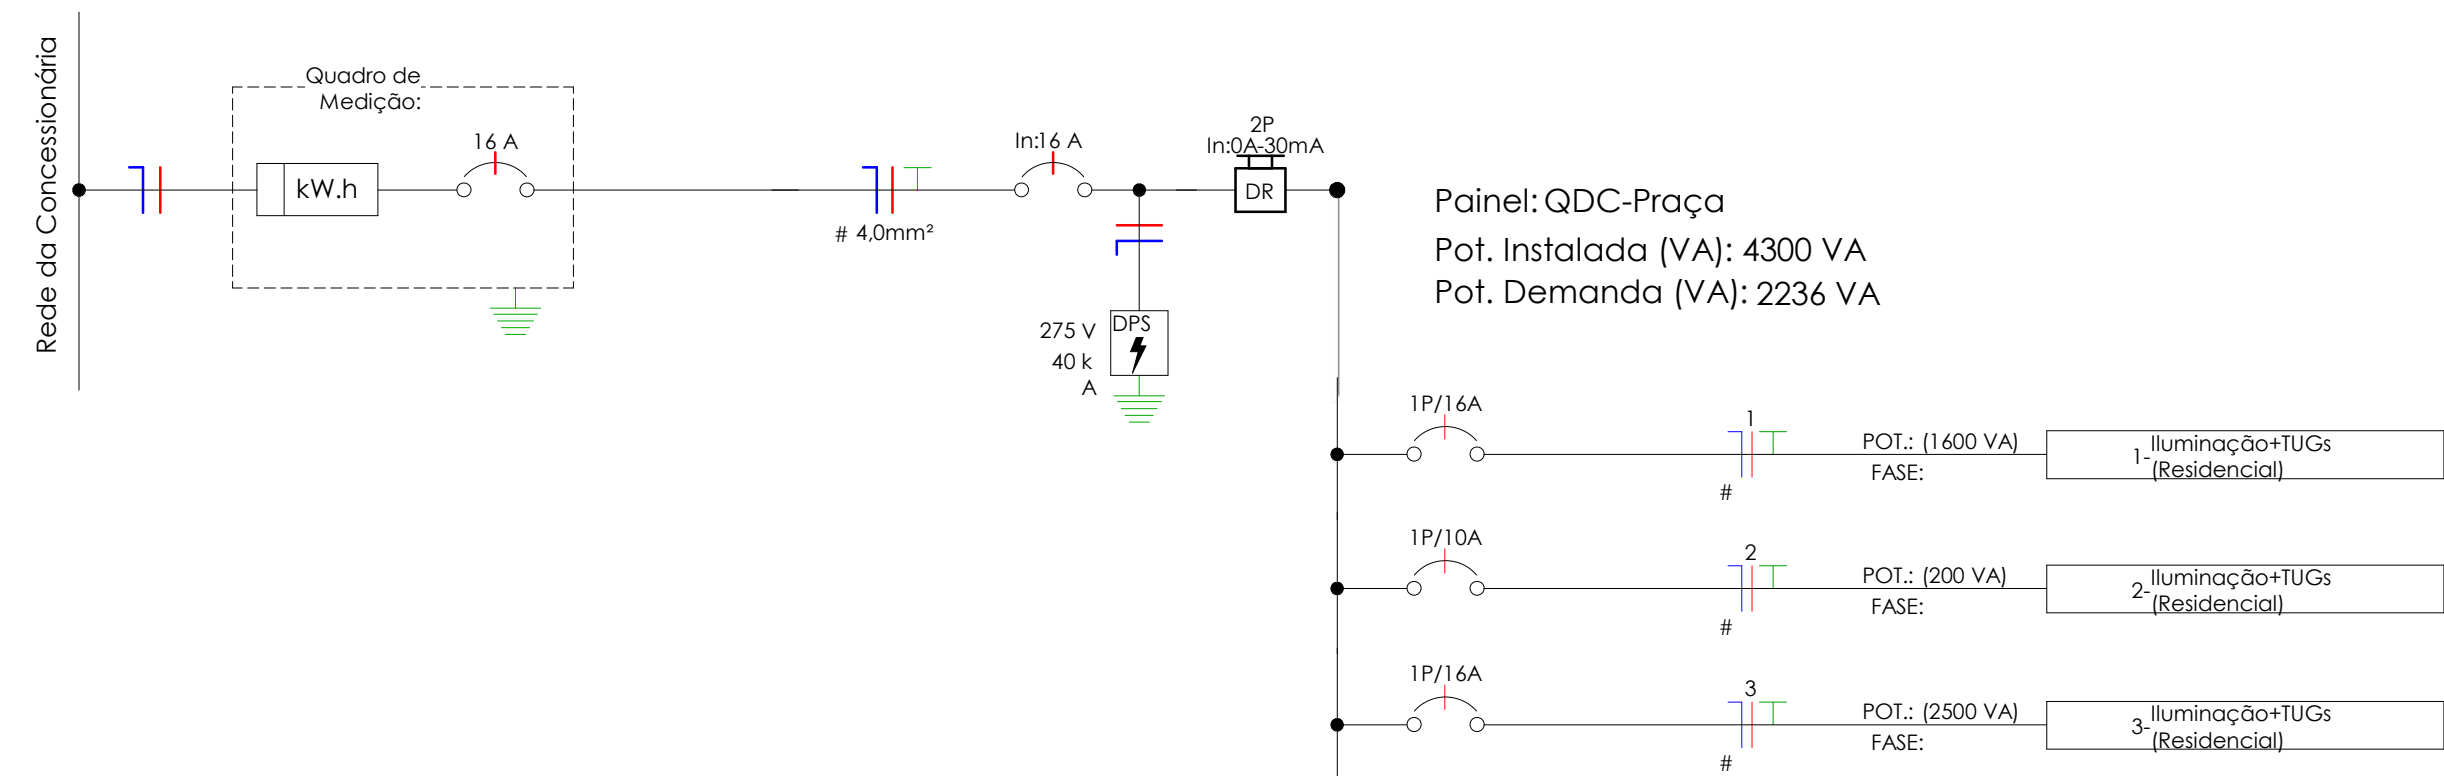 Rede da Concessionária
Quadro de
Medição:
kW.h
16 A
# 4,0mm²
In:16 A
2P
In:0A-30mA
DR
275 V
40 k
A
DPS
Painel: QDC-Praça
Pot. Instalada (VA): 4300 VA
Pot. Demanda (VA): 2236 VA
1P/16A
1
#
POT.: (1600 VA)
FASE:
1-Iluminação+TUGs
(Residencial)
1P/10A
2
#
POT.: (200 VA)
FASE:
2-Iluminação+TUGs
(Residencial)
1P/16A
3
#
POT.: (2500 VA)
FASE:
3-Iluminação+TUGs
(Residencial)